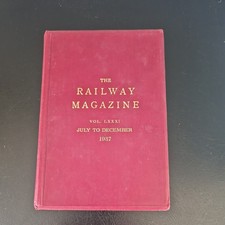 THE
RAILWAY
MAGAZINE
VOL. LXXXI
JULY TO DECEMBER
1937